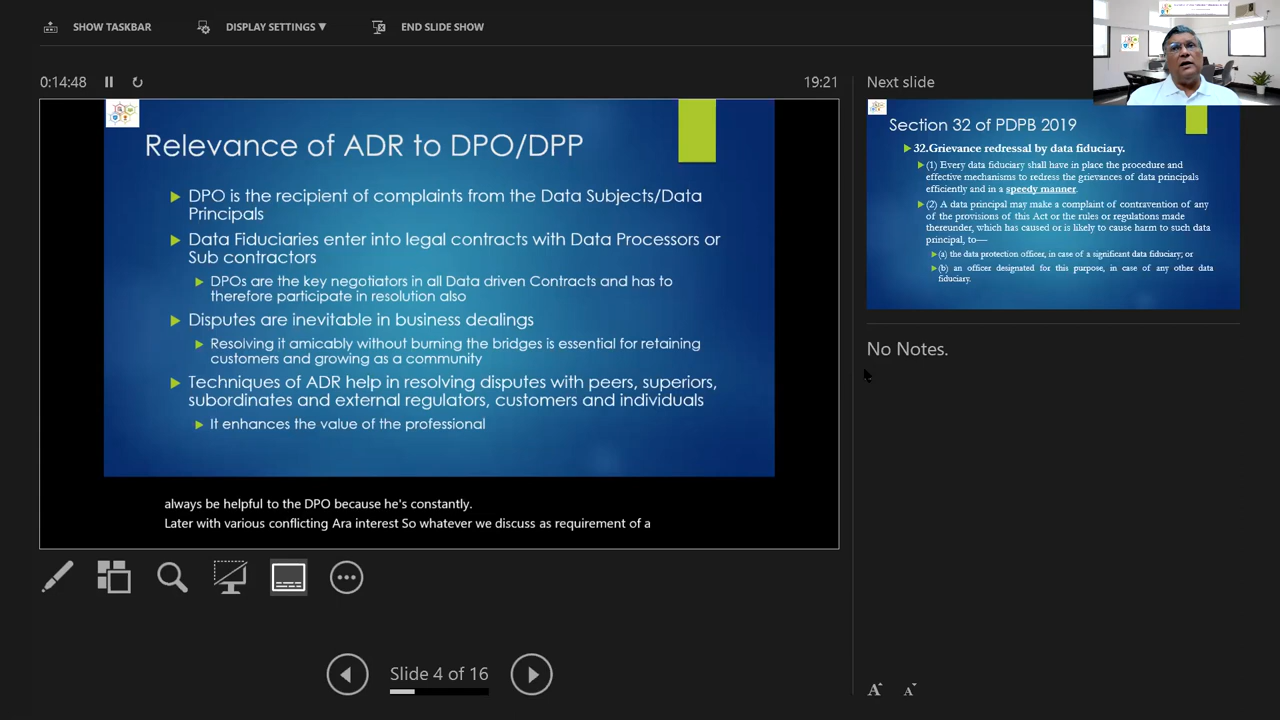 SHOW TASKBAR
DISPLAY SETTINGS ▼
END SLIDE SHOW
0:14:48
19:21
Relevance of ADR to DPO/DPP
DPO is the recipient of complaints from the Data Subjects/Data
Principals
Data Fiduciaries enter into legal contracts with Data Processors or
Sub contractors
DPOs are the key negotiators in all Data driven Contracts and has to
therefore participate in resolution also
Disputes are inevitable in business dealings
Resolving it amicably without burning the bridges is essential for retaining
customers and growing as a community
Techniques of ADR help in resolving disputes with peers, superiors,
subordinates and external regulators, customers and individuals
It enhances the value of the professional
always be helpful to the DPO because he's constantly.
Later with various conflicting Ara interest So whatever we discuss as requirement of a
Slide 4 of 16
Next slide
Section 32 of PDPB 2019
32.Grievance redressal by data fiduciary.
(1) Every data fiduciary shall have in place the procedure and
effective mechanisms to redress the grievances of data principals
efficiently and in a speedy manner.
(2) A data principal may make a complaint of contravention of any
of the provisions of this Act or the rules or regulations made
thereunder, which has caused or is likely to cause harm to such data
principal, to—
(a) the data protection officer, in case of a significant data fiduciary; or
(b) an officer designated for this purpose, in case of any other data
fiduciary.
No Notes.
A A